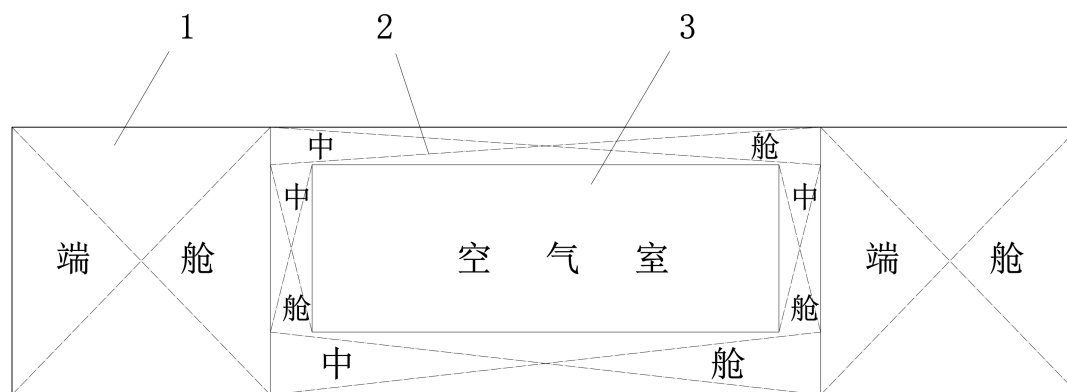 1 2 3
中 舱
中 中
端 舱 空 气 室 端 舱
舱 舱
中 舱